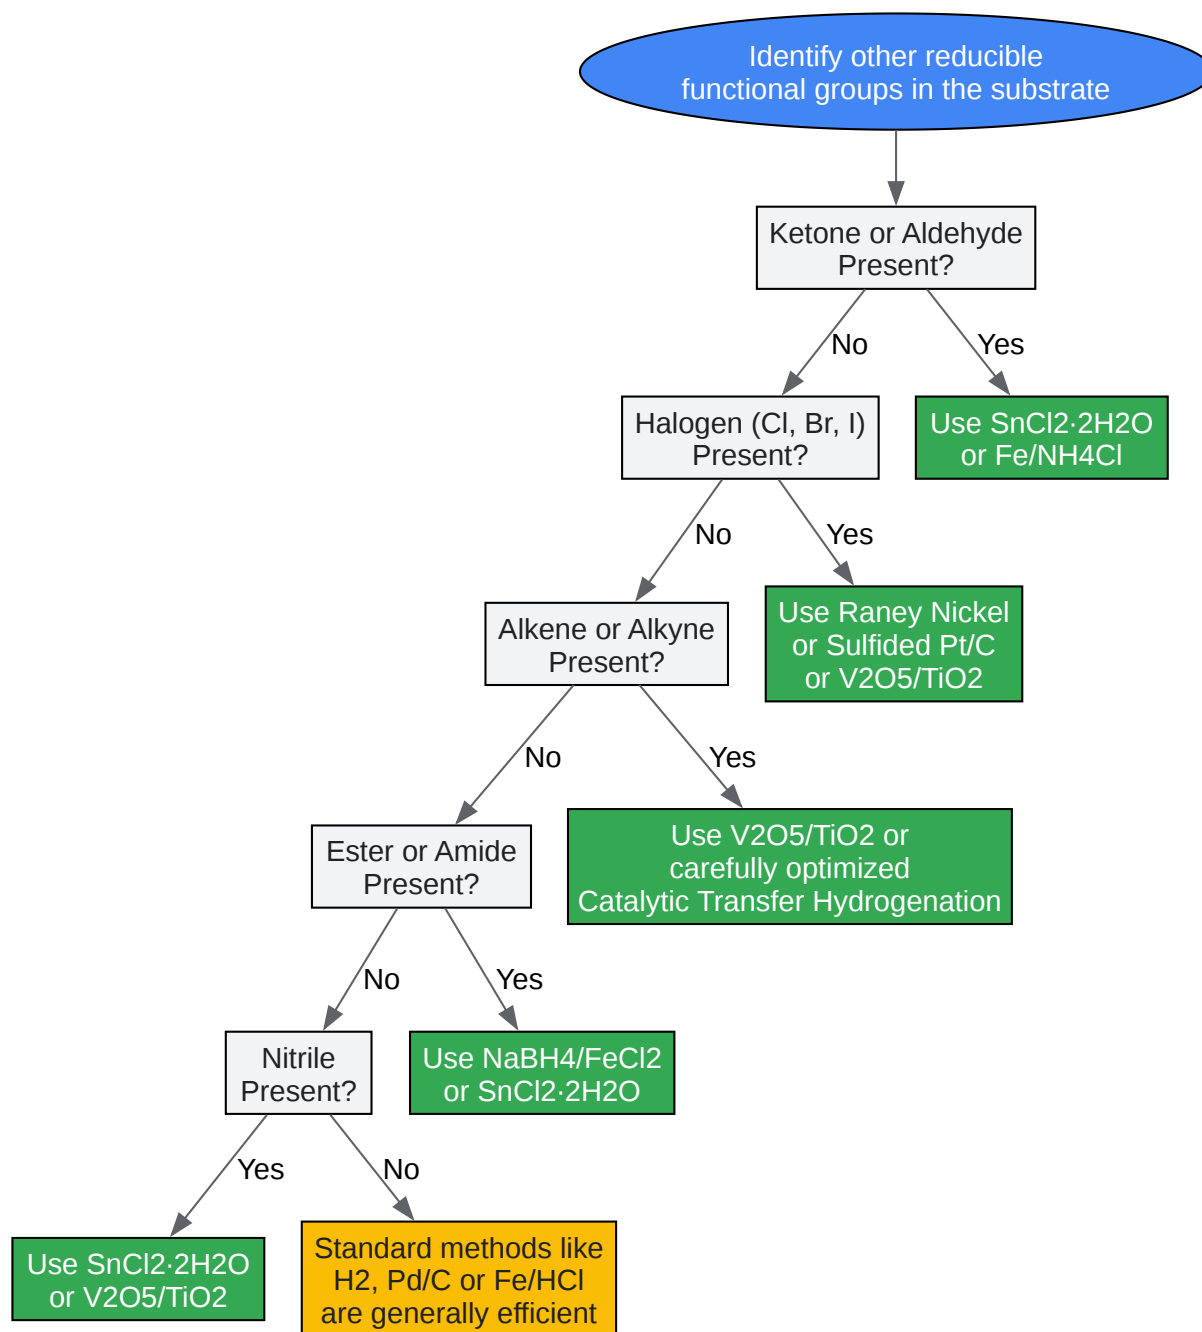 Identify other reducible
functional groups in the substrate
Ketone or Aldehyde
Present?
No
Yes
Halogen (Cl, Br, I)
Present?
Use SnCl2·2H2O
or Fe/NH4Cl
No
Yes
Alkene or Alkyne
Present?
Use Raney Nickel
or Sulfided Pt/C
or V2O5/TiO2
No
Yes
Ester or Amide
Present?
Use V2O5/TiO2 or
carefully optimized
Catalytic Transfer Hydrogenation
No
Yes
Nitrile
Present?
Use NaBH4/FeCl2
or SnCl2·2H2O
Yes
No
Use SnCl2·2H2O
or V2O5/TiO2
Standard methods like
H2, Pd/C or Fe/HCl
are generally efficient